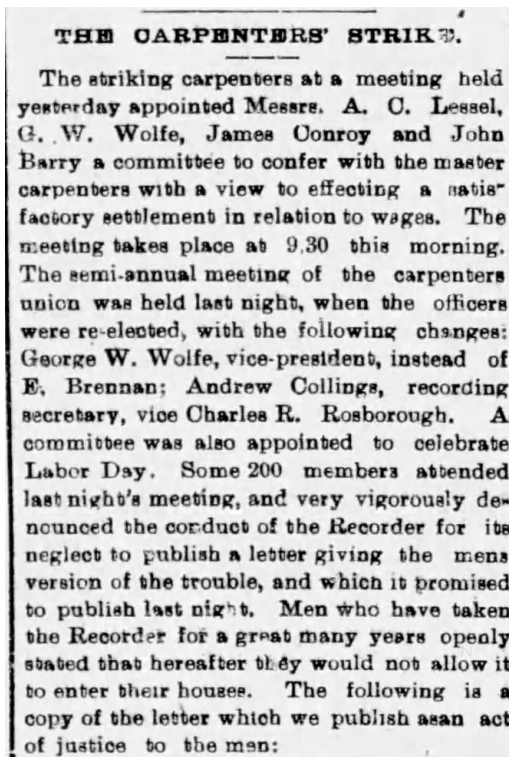 THE CARPENTERS' STRIKE.
The striking carpenters at a meeting held
yesterday appointed Messrs. A. C. Lessel,
G. W. Wolfe, James Conroy and John
Barry a committee to confer with the master
carpenters with a view to effecting a satis-
factory settlement in relation to wages. The
meeting takes place at 9.30 this morning.
The semi-annual meeting of the carpenters
union was held last night, when the officers
were re-elected, with the following changes:
George W. Wolfe, vice-president, instead of
E. Brennan; Andrew Collings, recording
secretary, vice Charles R. Rosborough. A
committee was also appointed to celebrate
Labor Day. Some 200 members attended
last night's meeting, and very vigorously de-
nounced the conduct of the Recorder for its
neglect to publish a letter giving the mens
version of the trouble, and which it promised
to publish last night. Men who have taken
the Recorder for a great many years openly
stated that hereafter they would not allow it
to enter their houses. The following is a
copy of the letter which we publish asan act
of justice to the men: